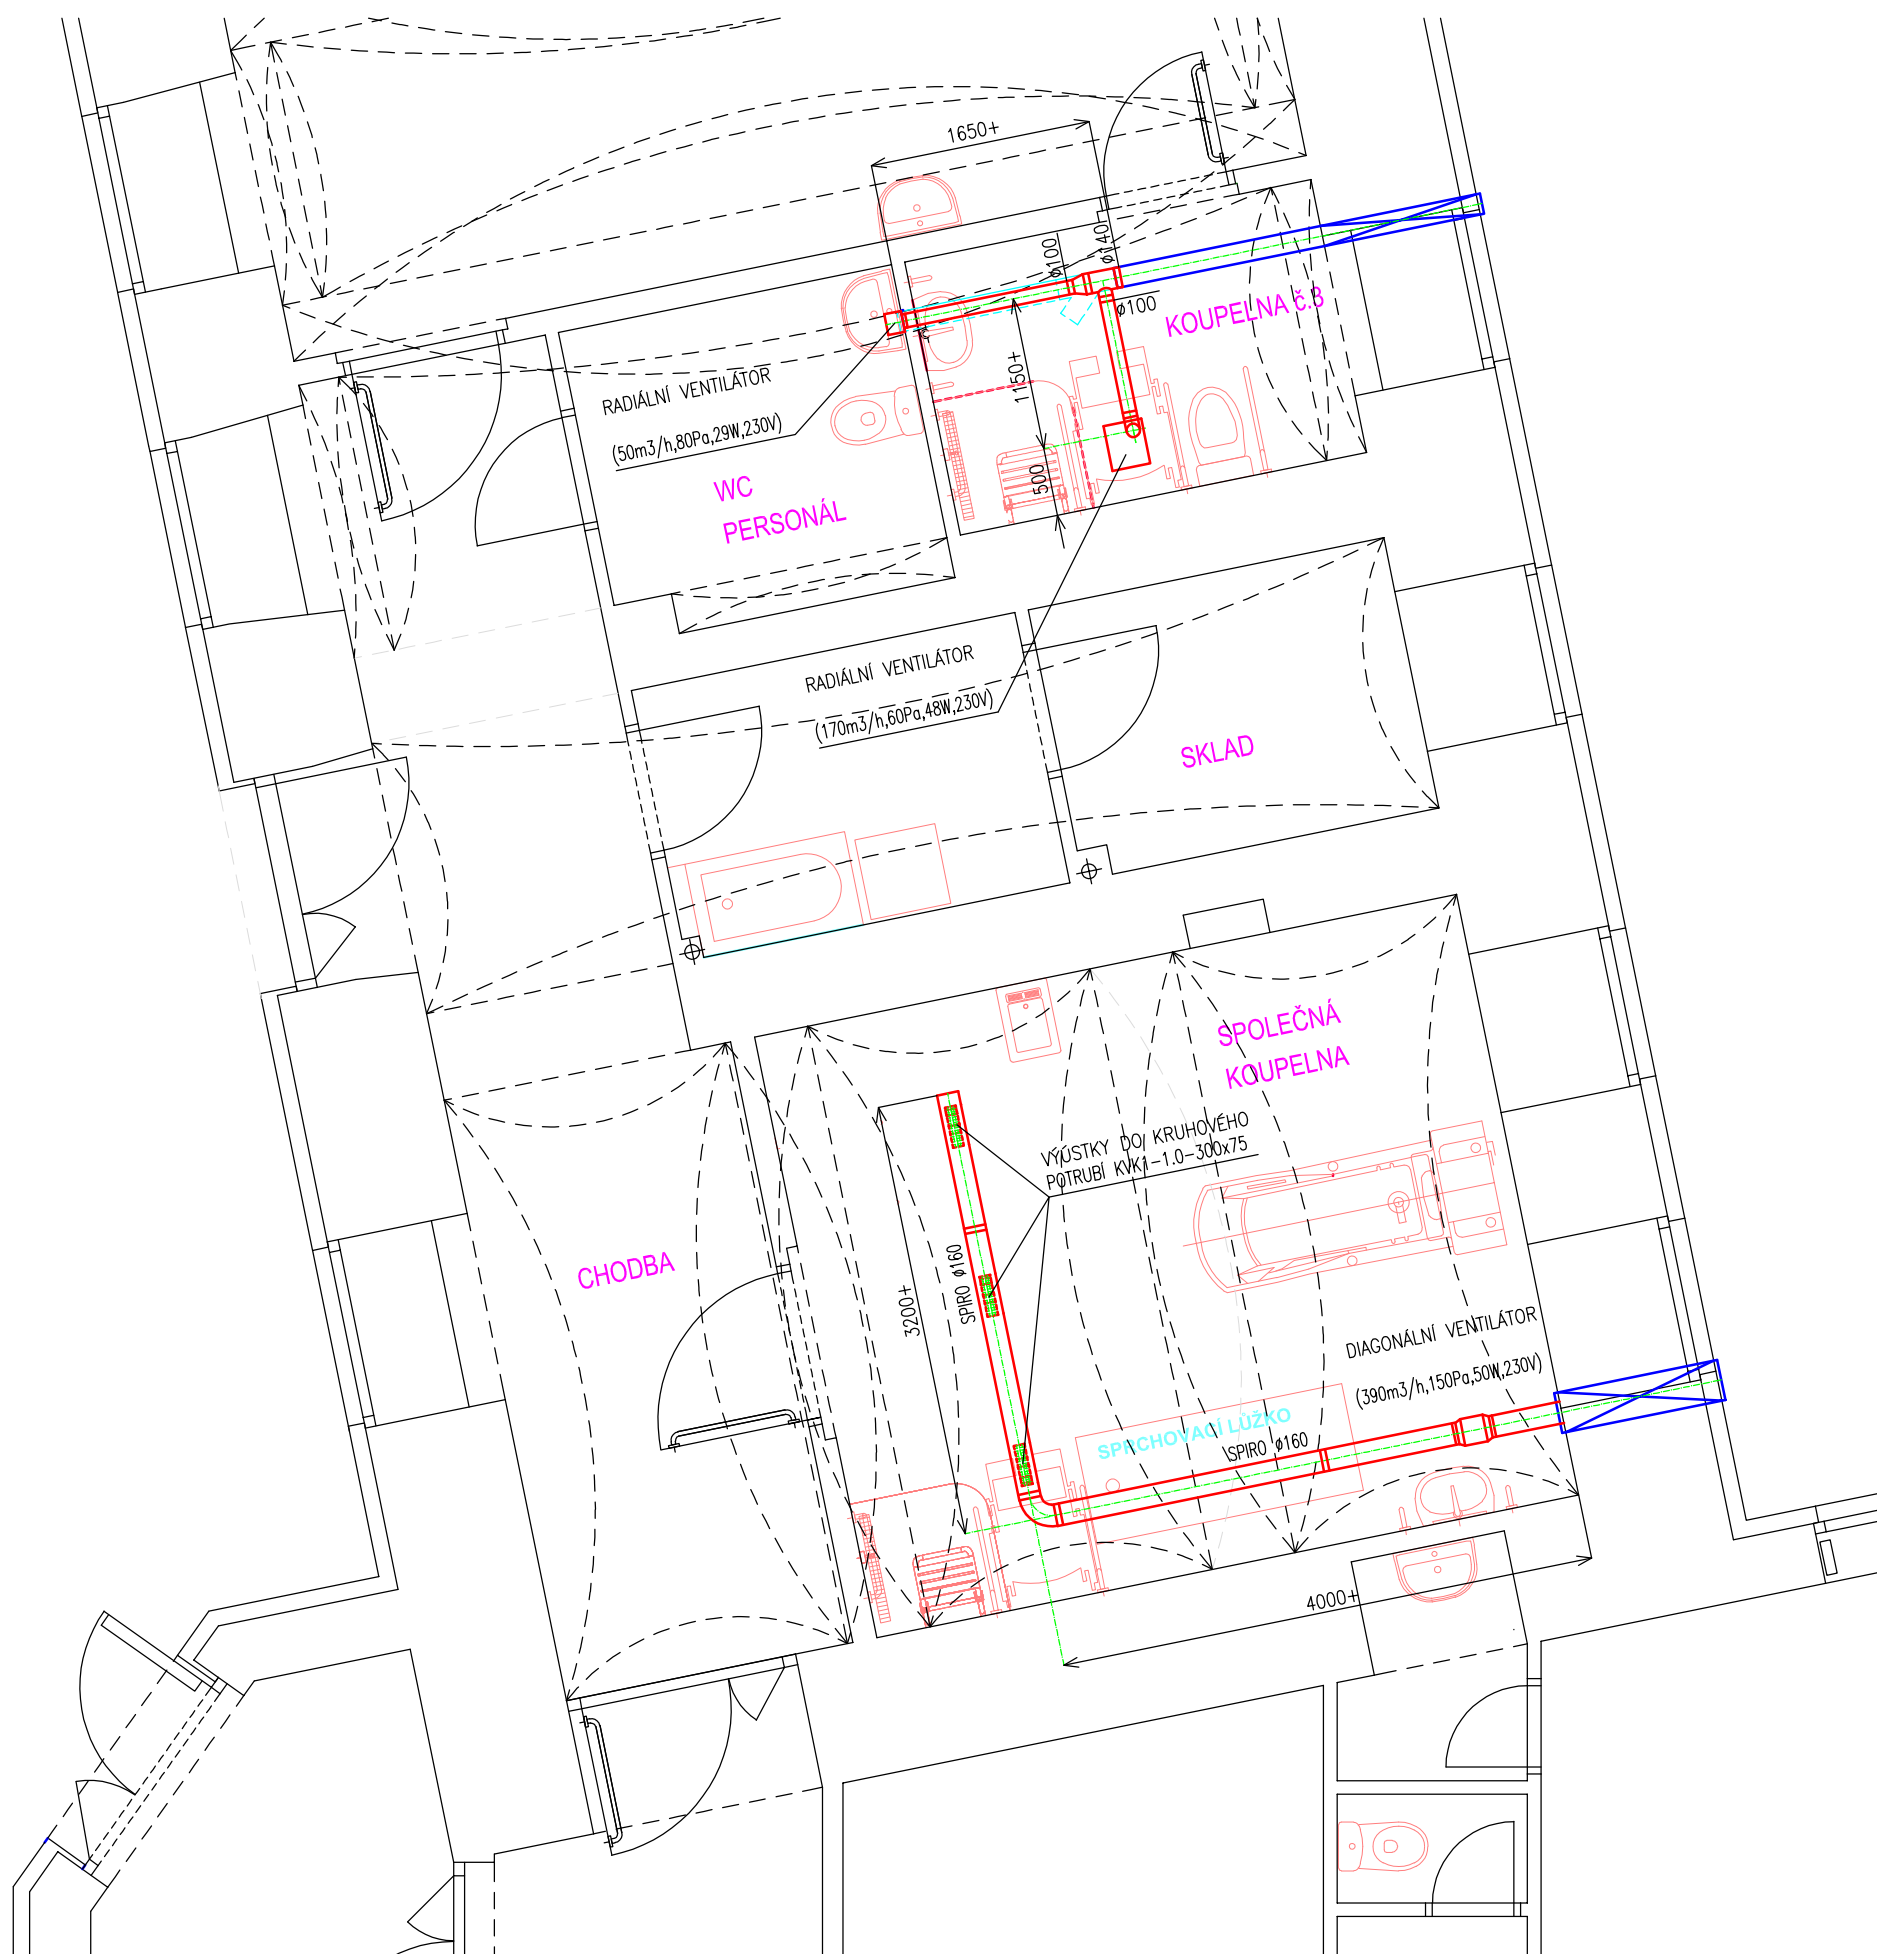 1650+
ø100
ø140
ø100
KOUPELNA č.3
RADIÁLNÍ VENTILÁTOR
(50m3/h,80Pa,29W,230V)
1150+
500
WC
PERSONÁL
RADIÁLNÍ VENTILÁTOR
(170m3/h,60Pa,48W,230V)
SKLAD
SPOLEČNÁ
KOUPELNA
VÝÚSTKY DO KRUHOVÉHO
POTRUBÍ KVK1-1.0-300x75
CHODBA
3200+
SPIRO ø160
DIAGONÁLNÍ VENTILÁTOR
(390m3/h,150Pa,50W,230V)
SPRCHOVACÍ LŮŽKO
SPIRO ø160
4000+